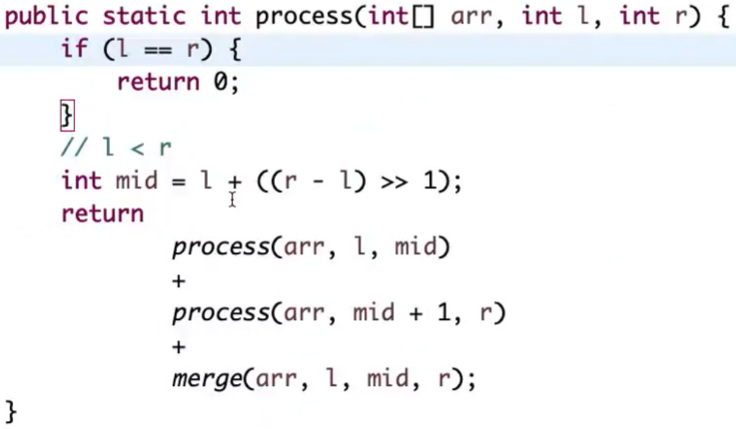 public static int process(int[] arr, int l, int r) {
    if (l == r) {
        return 0;
    }
    // l < r
    int mid = l + ((r - l) >> 1);
    return
            process(arr, l, mid)
            +
            process(arr, mid + 1, r)
            +
            merge(arr, l, mid, r);
}